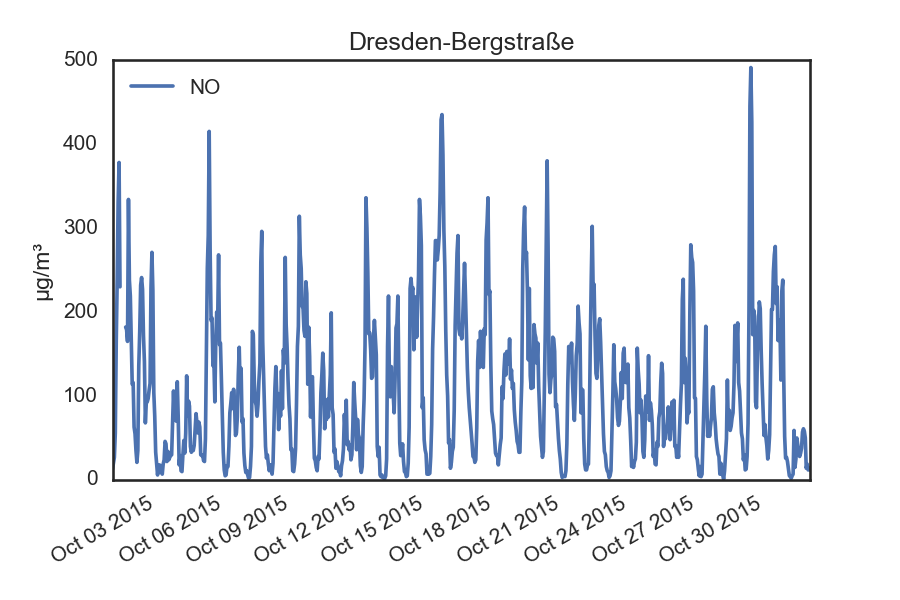 Dresden-Bergstraße
NO
µg/m³
500
400
300
200
100
0
Oct 03 2015
Oct 06 2015
Oct 09 2015
Oct 12 2015
Oct 15 2015
Oct 18 2015
Oct 21 2015
Oct 24 2015
Oct 27 2015
Oct 30 2015